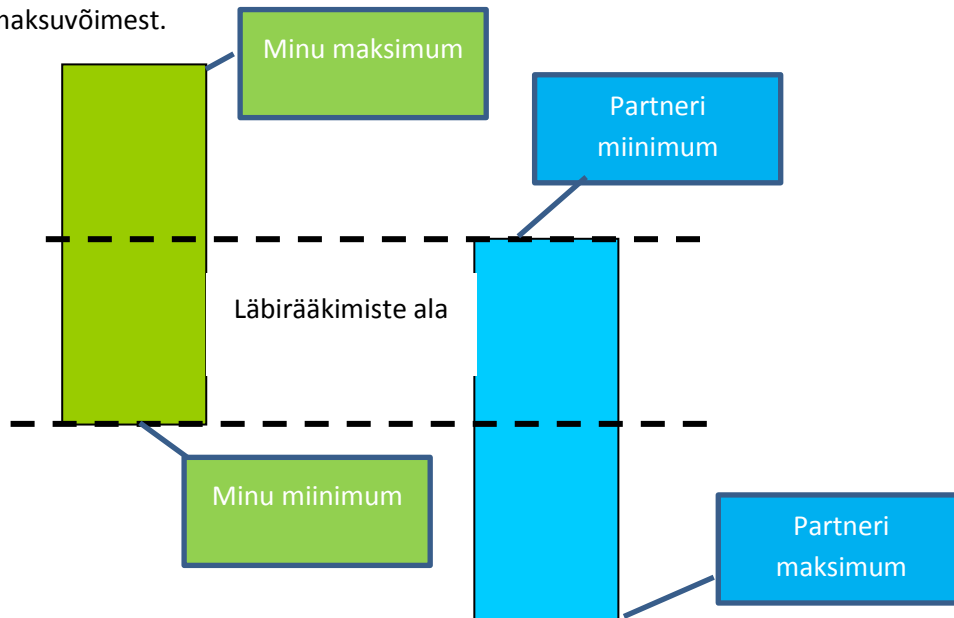 maksuvõimest.
Minu maksimum
Partneri
miinimum
Läbirääkimiste ala
Minu miinimum
Partneri
maksimum